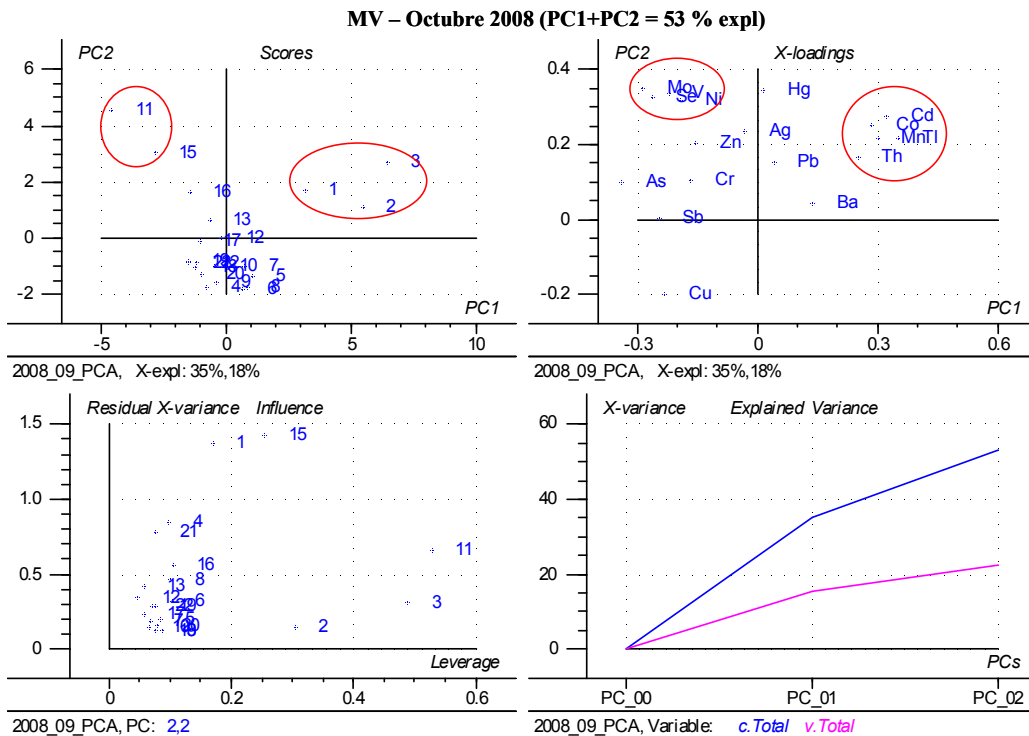 MV – Octubre 2008 (PC1+PC2 = 53 % expl)
PC2 Scores
6
4
2
0
-2
11
15
3
1
2
16
13
17
12
10
7
5
20
9
4
6
8
PC1
-5 0 5 10
2008_09_PCA, X-expl: 35%,18%
PC2 X-loadings
0.4
0.2
0
-0.2
Mo
Se
V
Ni
Hg
Cd
Co
Mn
Tl
Th
Zn
Ag
Pb
As
Cr
Ba
Sb
Cu
PC1
-0.3 0 0.3 0.6
2008_09_PCA, X-expl: 35%,18%
Residual X-variance Influence
1.5
1.0
0.5
0
1
15
4
21
11
16
13
8
12
6
3
2
Leverage
0 0.2 0.4 0.6
2008_09_PCA, PC: 2,2
X-variance Explained Variance
60
40
20
0
PCs
PC_00 PC_01 PC_02
2008_09_PCA, Variable: c.Total v.Total